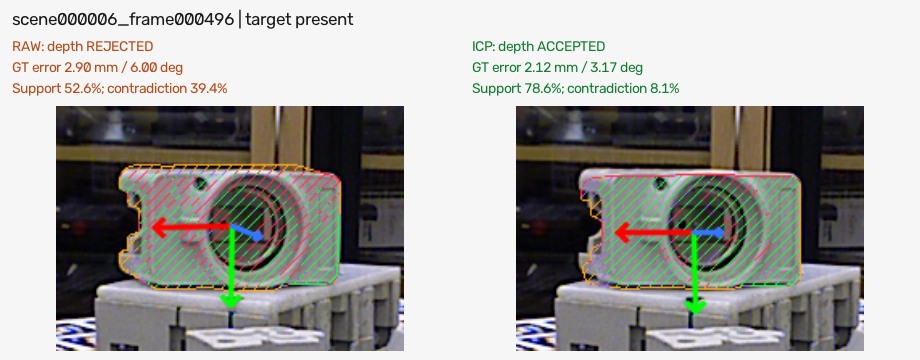 scene000006_frame000496 | target present
RAW: depth REJECTED
GT error 2.90 mm / 6.00 deg
Support 52.6%; contradiction 39.4%
ICP: depth ACCEPTED
GT error 2.12 mm / 3.17 deg
Support 78.6%; contradiction 8.1%